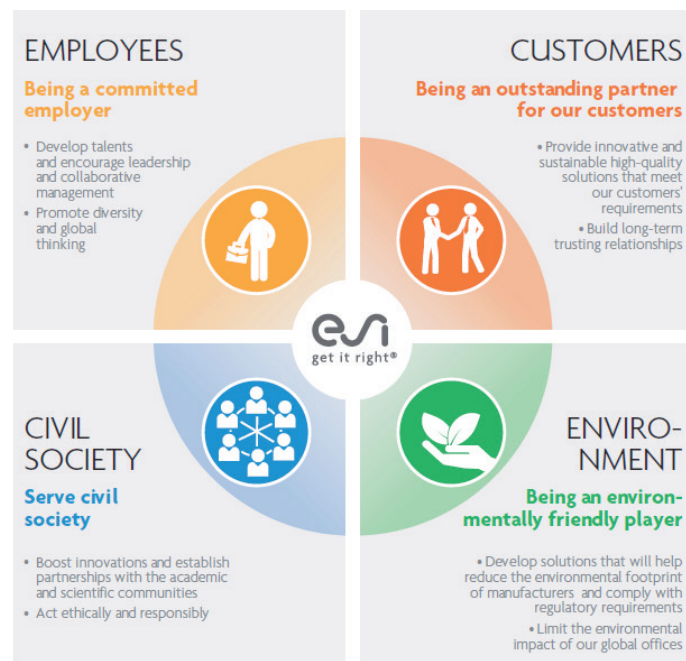 EMPLOYEES
Being a committed
employer
• Develop talents
and encourage leadership
and collaborative
management
• Promote diversity
and global
thinking
CUSTOMERS
Being an outstanding partner
for our customers
• Provide innovative and
sustainable high-quality
solutions that meet
our customers'
requirements
• Build long-term
trusting relationships
esi
get it right®
CIVIL
SOCIETY
Serve civil
society
• Boost innovations and establish
partnerships with the academic
and scientific communities
• Act ethically and responsibly
ENVIRO-
NMENT
Being an environ-
mentally friendly player
• Develop solutions that will help
reduce the environmental footprint
of manufacturers and comply with
regulatory requirements
• Limit the environmental
impact of our global offices